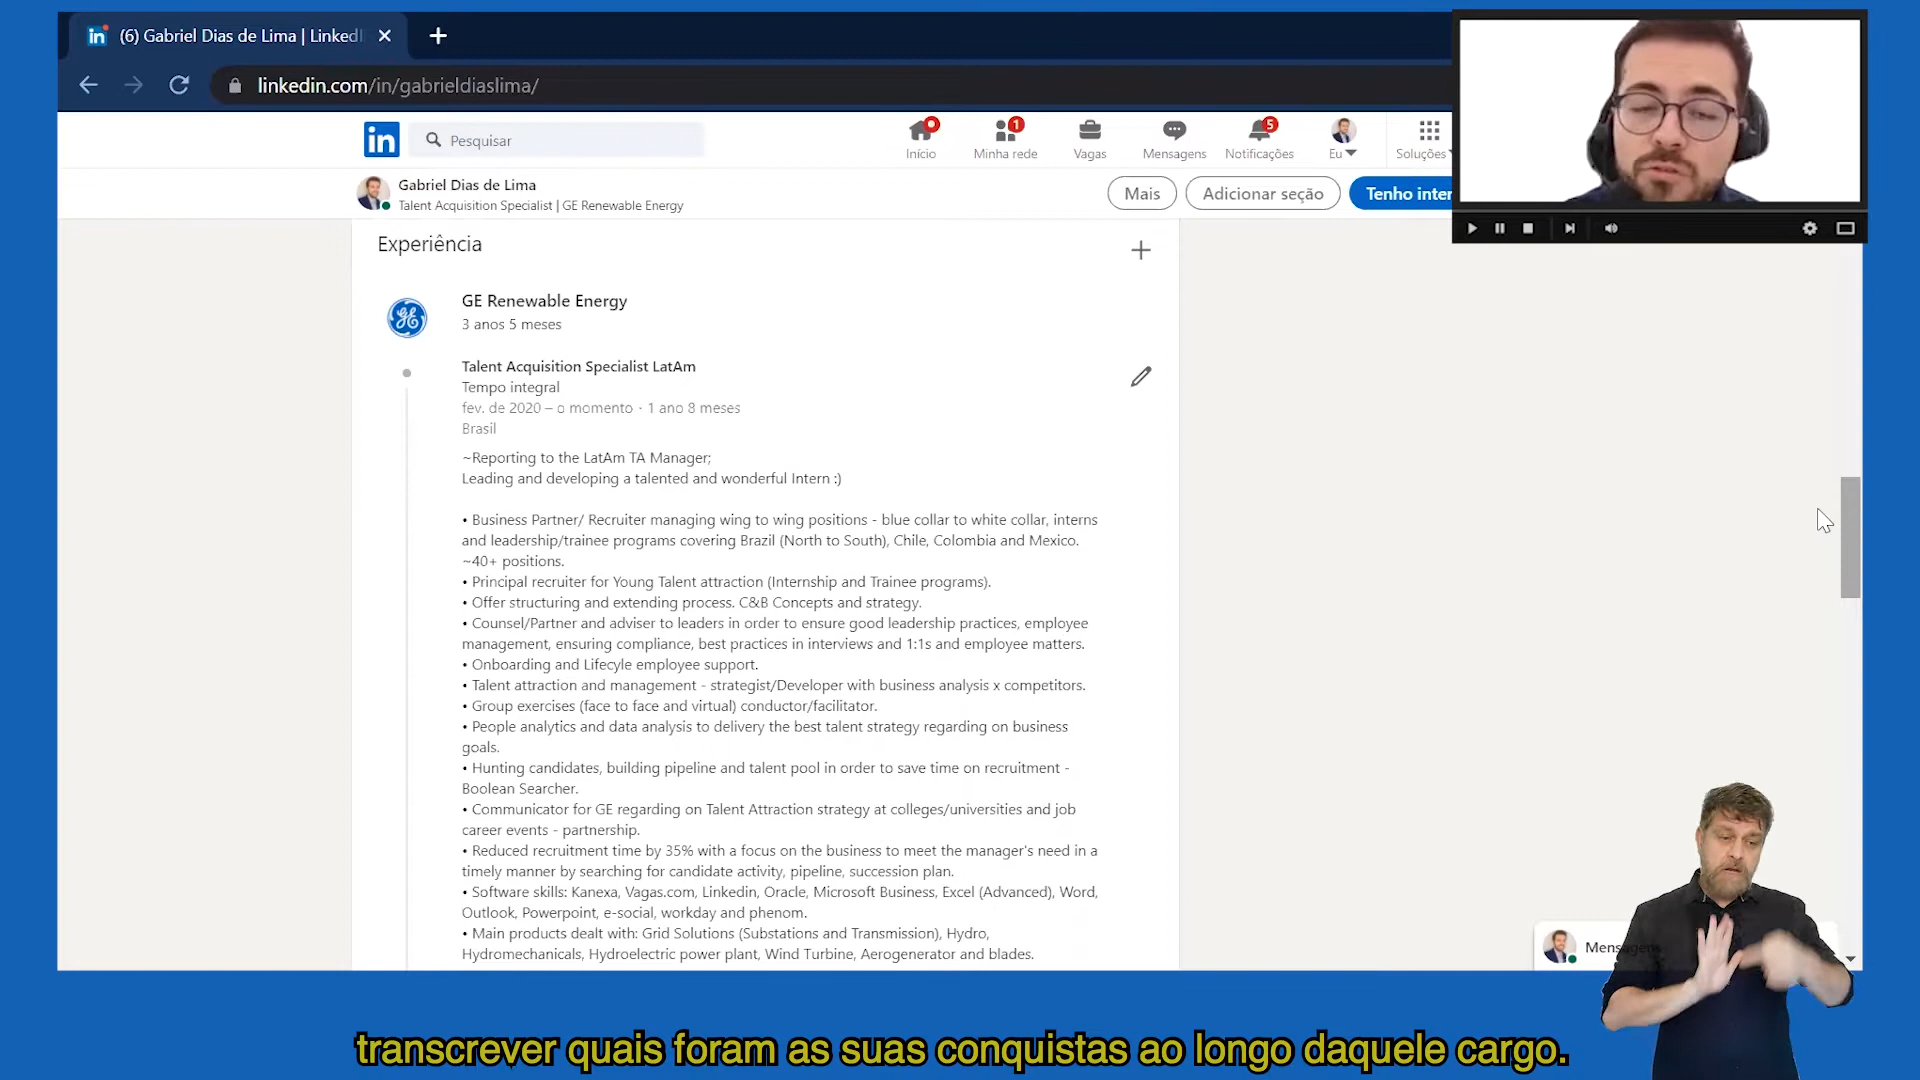 (6) Gabriel Dias de Lima | LinkedI
linkedin.com/in/gabrieldiaslima/
in
Pesquisar
Início
1
Minha rede
Vagas
Mensagens
5
Notificações
Eu
Soluções
Gabriel Dias de Lima
Talent Acquisition Specialist | GE Renewable Energy
Mais
Adicionar seção
Tenho inter
Experiência
GE Renewable Energy
3 anos 5 meses
Talent Acquisition Specialist LatAm
Tempo integral
fev. de 2020 – o momento · 1 ano 8 meses
Brasil
~Reporting to the LatAm TA Manager;
Leading and developing a talented and wonderful Intern :)
• Business Partner/ Recruiter managing wing to wing positions - blue collar to white collar, interns
and leadership/trainee programs covering Brazil (North to South), Chile, Colombia and Mexico.
~40+ positions.
• Principal recruiter for Young Talent attraction (Internship and Trainee programs).
• Offer structuring and extending process. C&B Concepts and strategy.
• Counsel/Partner and adviser to leaders in order to ensure good leadership practices, employee
management, ensuring compliance, best practices in interviews and 1:1s and employee matters.
• Onboarding and Lifecyle employee support.
• Talent attraction and management - strategist/Developer with business analysis x competitors.
• Group exercises (face to face and virtual) conductor/facilitator.
• People analytics and data analysis to delivery the best talent strategy regarding on business
goals.
• Hunting candidates, building pipeline and talent pool in order to save time on recruitment -
Boolean Searcher.
• Communicator for GE regarding on Talent Attraction strategy at colleges/universities and job
career events - partnership.
• Reduced recruitment time by 35% with a focus on the business to meet the manager's need in a
timely manner by searching for candidate activity, pipeline, succession plan.
• Software skills: Kanexa, Vagas.com, Linkedin, Oracle, Microsoft Business, Excel (Advanced), Word,
Outlook, Powerpoint, e-social, workday and phenom.
• Main products dealt with: Grid Solutions (Substations and Transmission), Hydro,
Hydromechanicals, Hydroelectric power plant, Wind Turbine, Aerogenerator and blades.
Mensagens
transcrever quais foram as suas conquistas ao longo daquele cargo.